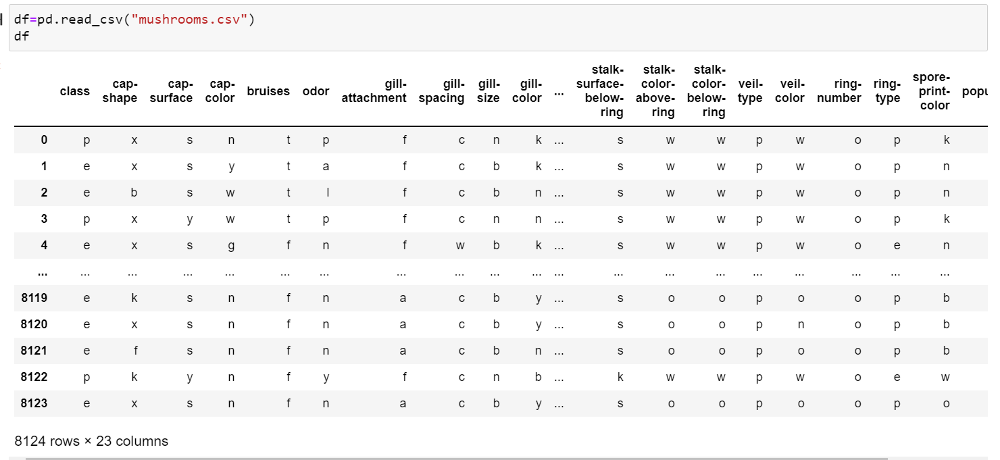 df=pd.read_csv("mushrooms.csv")
df
class cap-shape cap-surface cap-color bruises odor gill-attachment gill-spacing gill-size gill-color ... stalk-surface-below-ring stalk-color-above-ring stalk-color-below-ring veil-type veil-color ring-number ring-type spore-print-color popu
0 p x s n t p f c n k ... s w w p w o p k
1 e x s y t a f c b k ... s w w p w o p n
2 e b s w t l f c b n ... s w w p w o p n
3 p x y w t p f c n n ... s w w p w o p k
4 e x s g f n f w b k ... s w w p w o e n
... ... ... ... ... ... ... ... ... ... ... ... ... ... ... ... ... ... ... ...
8119 e k s n f n a c b y ... s o o p o o p b
8120 e x s n f n a c b y ... s o o p n o p b
8121 e f s n f n a c b n ... s o o p o o p b
8122 p k y n f y f c n b ... k w w p w o e w
8123 e x s n f n a c b y ... s o o p o o p o
8124 rows × 23 columns